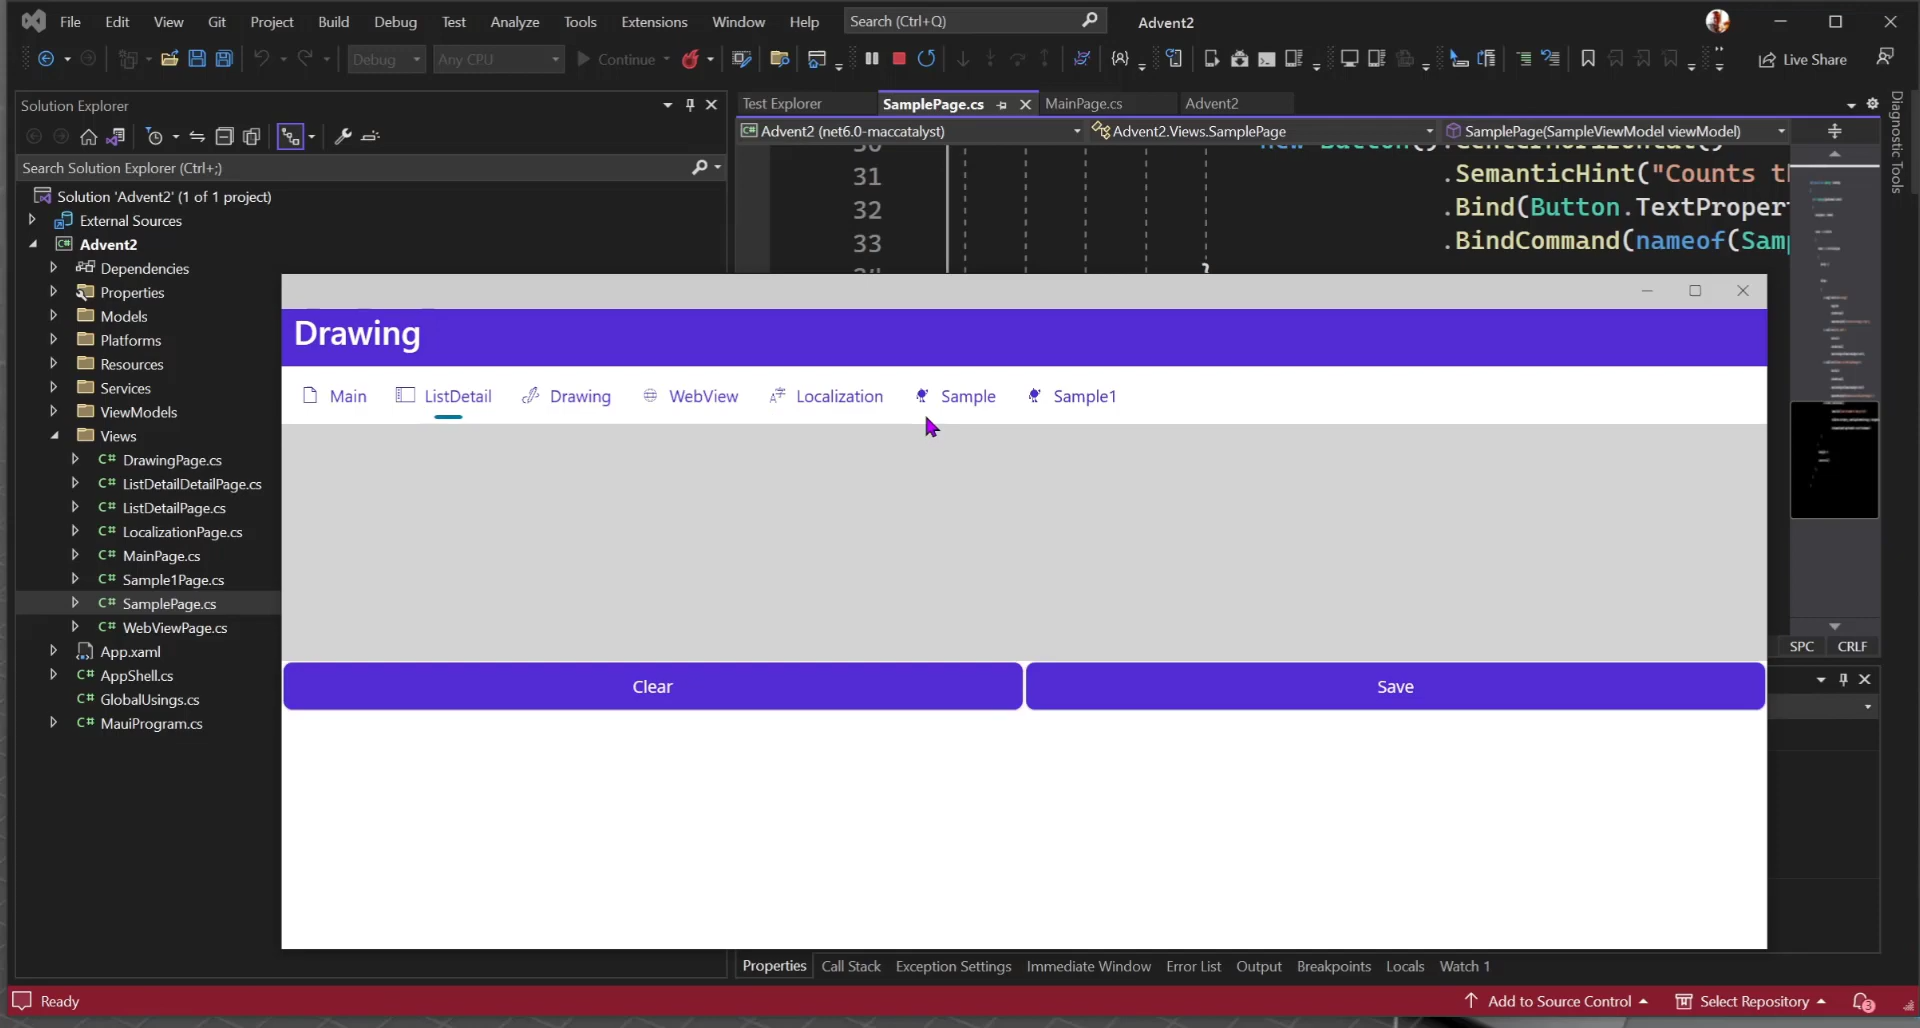 File Edit View Git Project Build Debug Test Analyze Tools Extensions Window Help Search (Ctrl+Q) Advent2
Debug Any CPU Continue Live Share
Solution Explorer
Search Solution Explorer (Ctrl+;)
Solution 'Advent2' (1 of 1 project)
External Sources
Advent2
Dependencies
Properties
Models
Platforms
Resources
Services
ViewModels
Views
C# DrawingPage.cs
C# ListDetailDetailPage.cs
C# ListDetailPage.cs
C# LocalizationPage.cs
C# MainPage.cs
C# Sample1Page.cs
C# SamplePage.cs
C# WebViewPage.cs
App.xaml
C# AppShell.cs
C# GlobalUsings.cs
C# MauiProgram.cs
Test Explorer SamplePage.cs MainPage.cs Advent2
Advent2 (net6.0-maccatalyst) Advent2.Views.SamplePage SamplePage(SampleViewModel viewModel)
31 .SemanticHint("Counts
32 .Bind(Button.TextProper
33 .BindCommand(nameof(Sam
Diagnostic Tools
Drawing
Main ListDetail Drawing WebView Localization Sample Sample1
Clear Save
SPC CRLF
Properties Call Stack Exception Settings Immediate Window Error List Output Breakpoints Locals Watch 1
Ready Add to Source Control Select Repository 3